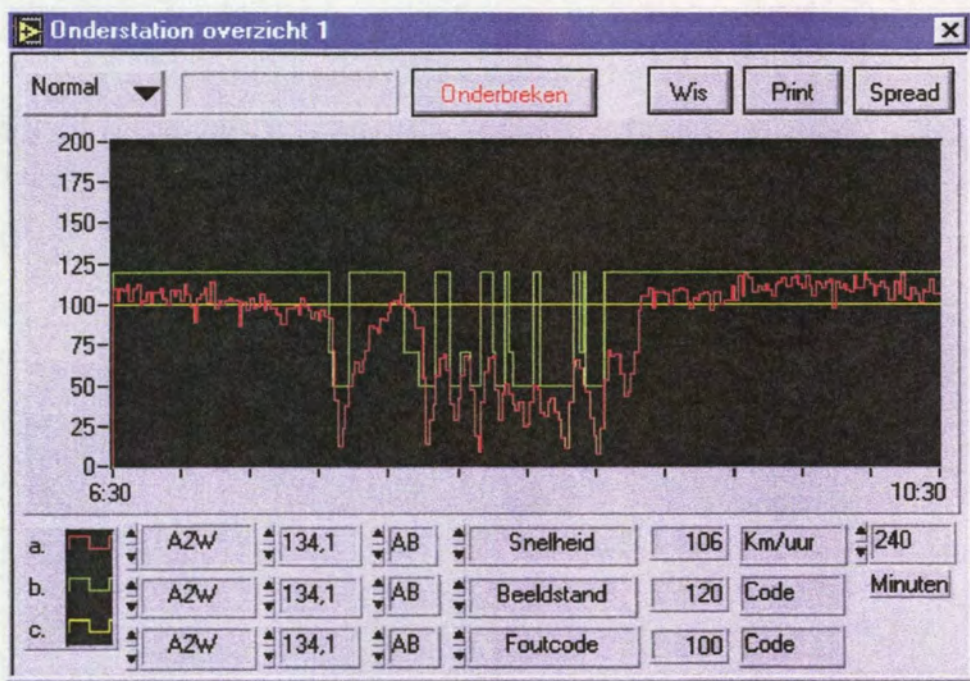 Onderstation overzicht 1
Normal Onderbreken Wis Print Spread
200
175
150
125
100
75
50
25
0
6:30 10:30
a. A2W 134,1 AB Snelheid 106 Km/uur 240
b. A2W 134,1 AB Beeldstand 120 Code Minuten
c. A2W 134,1 AB Foutcode 100 Code